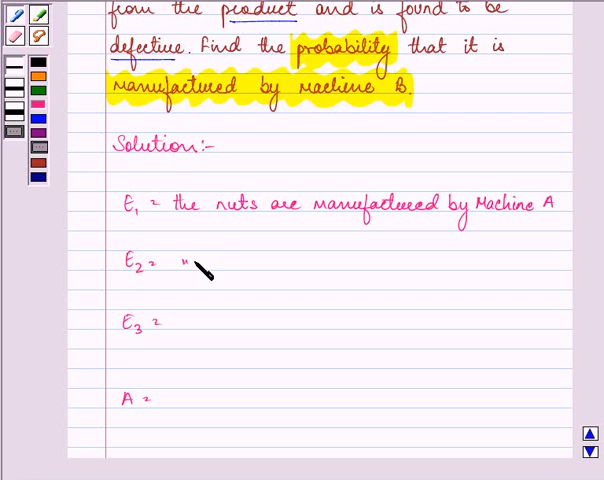 from the product and is found to be
defective. Find the probability that it is
manufactured by machine B.
Solution:-
E₁ = the nuts are manufactured by Machine A
E₂ = "
E₃ =
A =